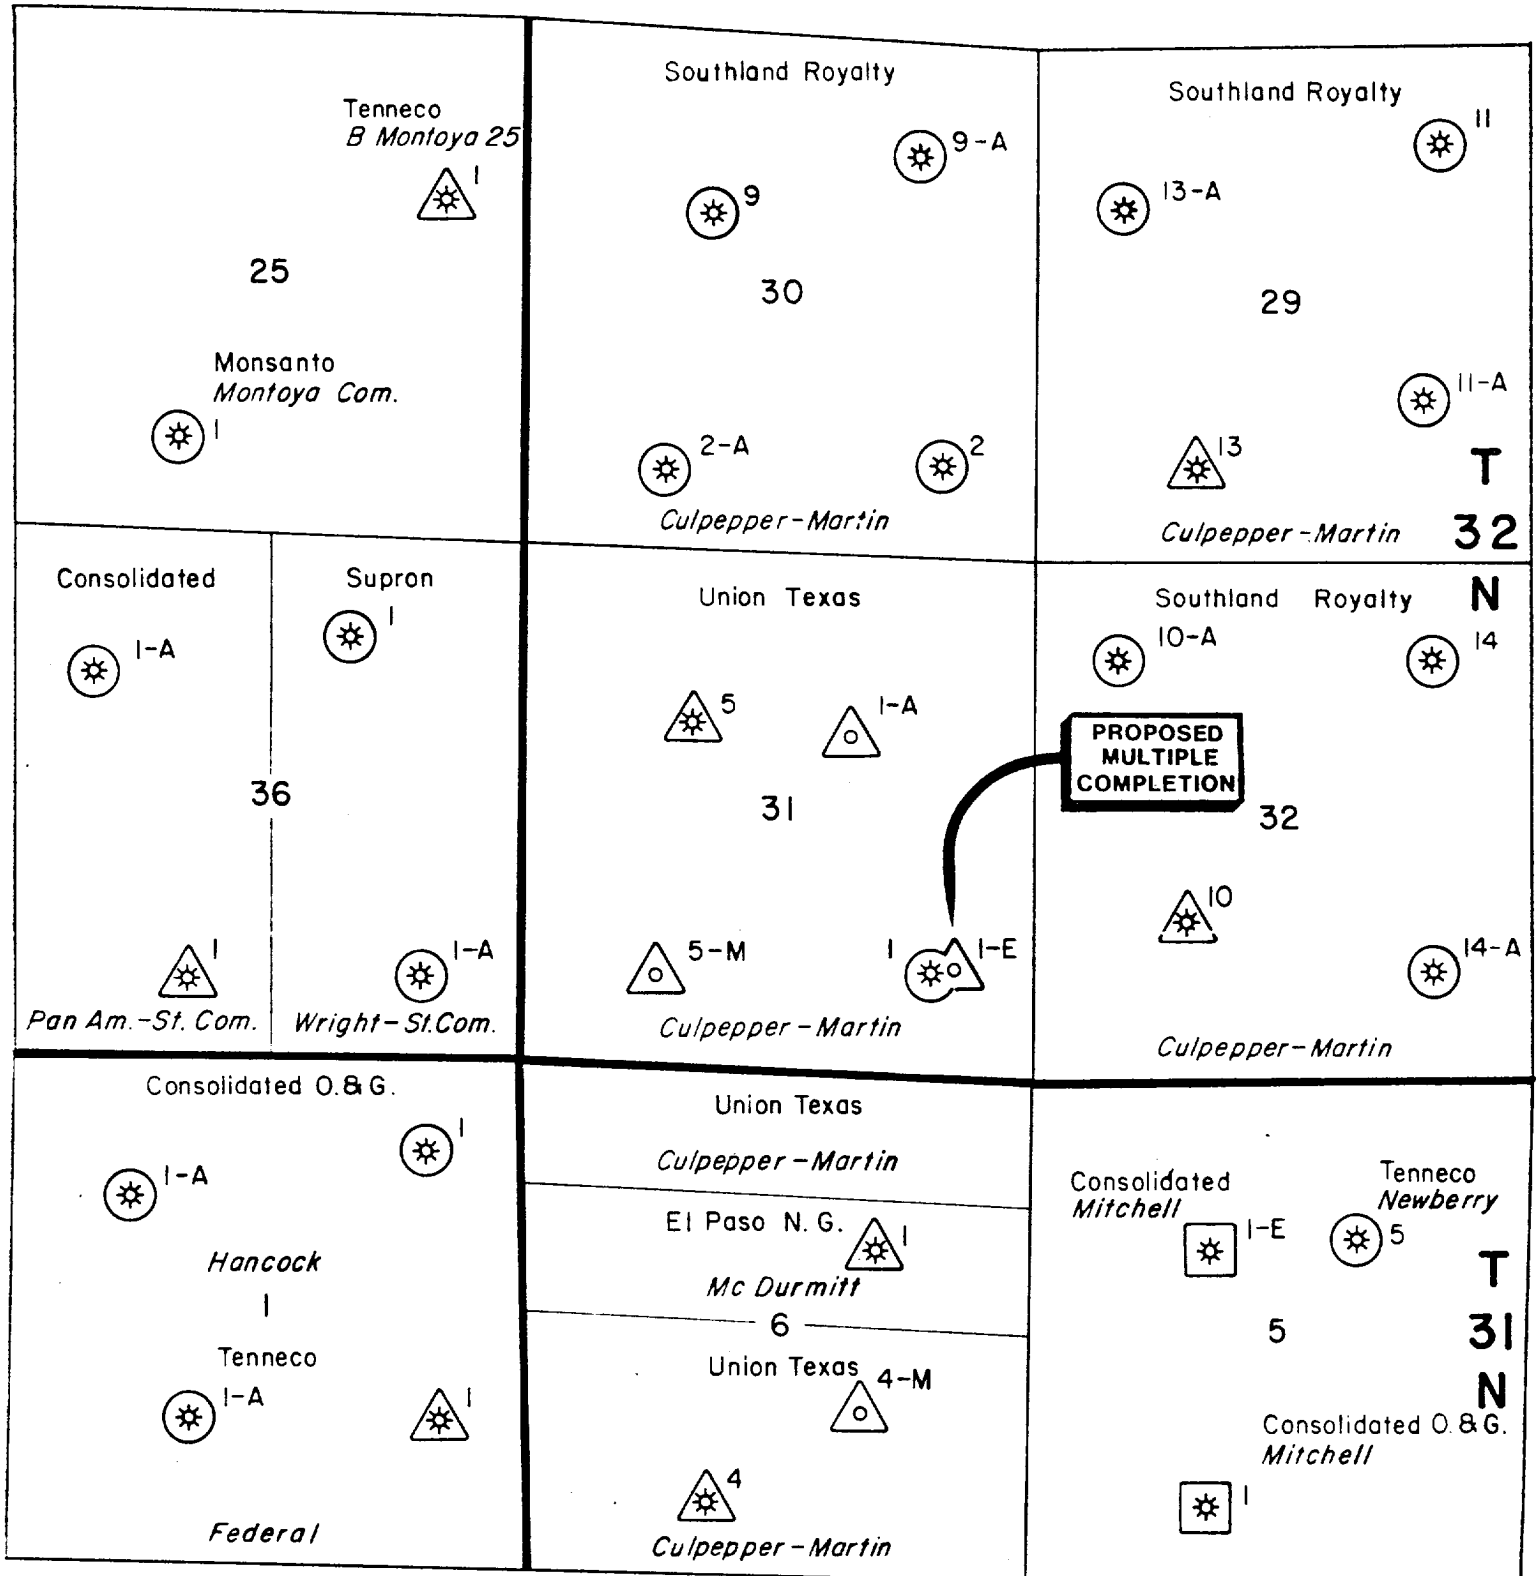 Tenneco
B Montoya 25
1
25
Monsanto
Montoya Com.
1
Southland Royalty
9-A
9
30
2-A
2
Culpepper-Martin
Southland Royalty
11
13-A
29
11-A
13
Culpepper-Martin
T
32
N
Consolidated
1-A
Supron
1
36
1
1-A
Pan Am.-St. Com.
Wright-St.Com.
Union Texas
5
1-A
31
5-M
1
1-E
Culpepper-Martin
Southland Royalty
10-A
14
PROPOSED
MULTIPLE
COMPLETION
32
10
14-A
Culpepper-Martin
Consolidated O.&G.
1
1-A
Hancock
1
Tenneco
1-A
1
Federal
Union Texas
Culpepper-Martin
El Paso N.G.
1
Mc Durmitt
6
Union Texas
4-M
4
Culpepper-Martin
Consolidated
Mitchell
1-E
Tenneco
Newberry
5
5
T
31
N
Consolidated O.&G.
Mitchell
1